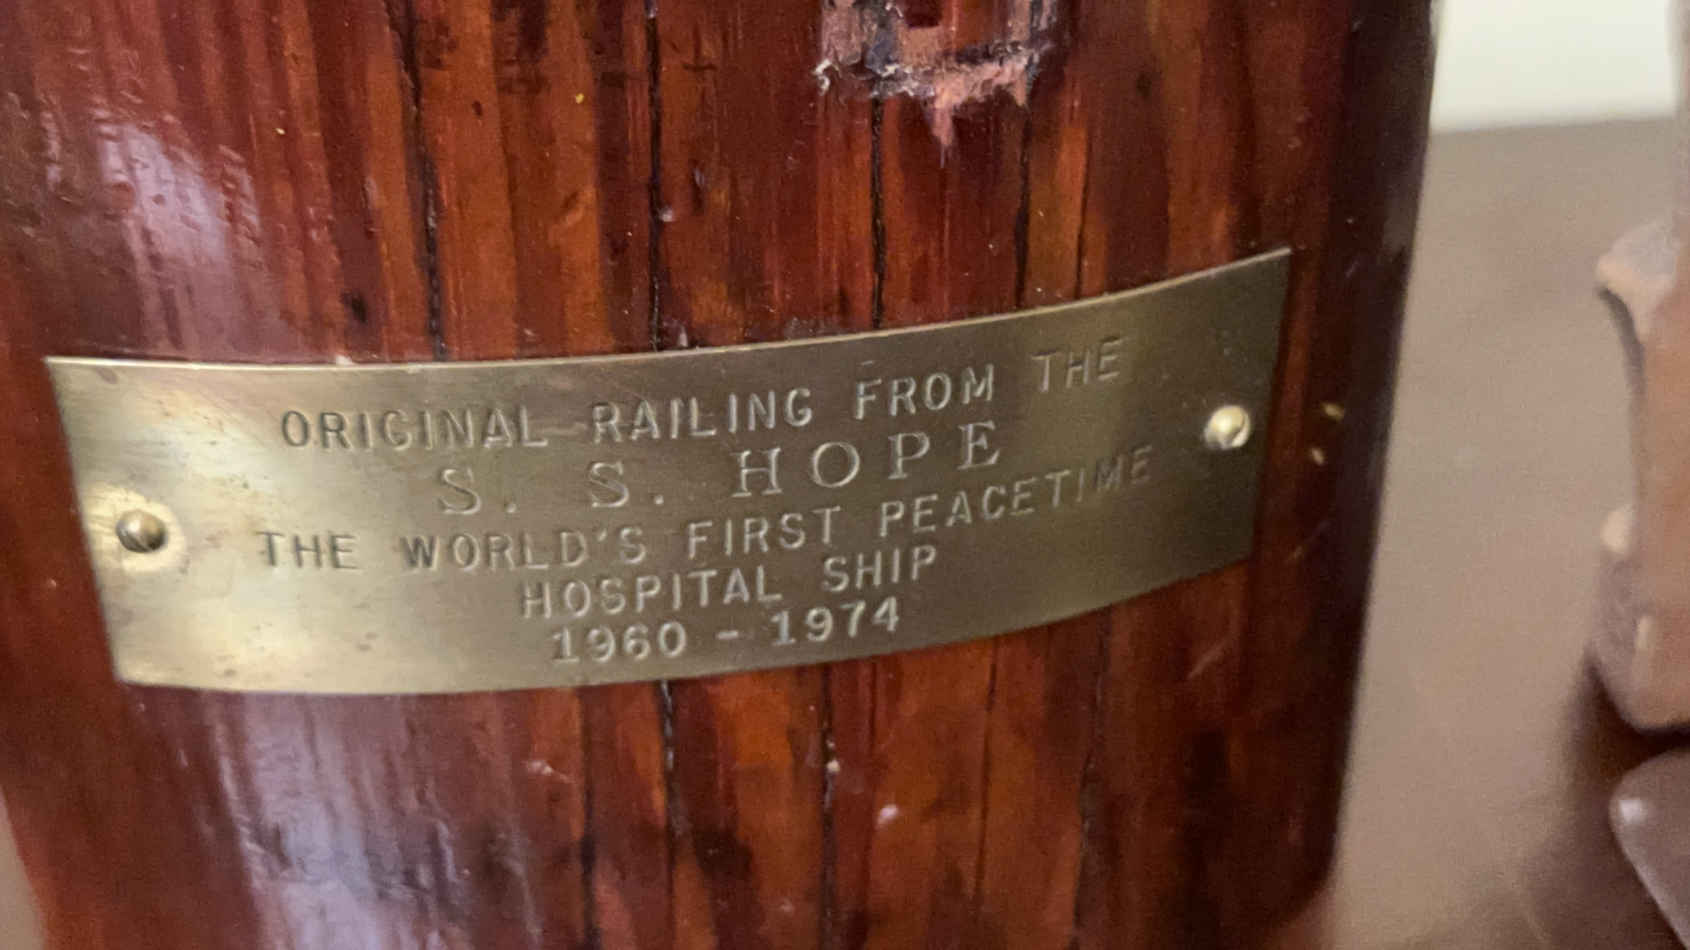 ORIGINAL RAILING FROM THE
S. S. HOPE
THE WORLD'S FIRST PEACETIME
HOSPITAL SHIP
1960 - 1974